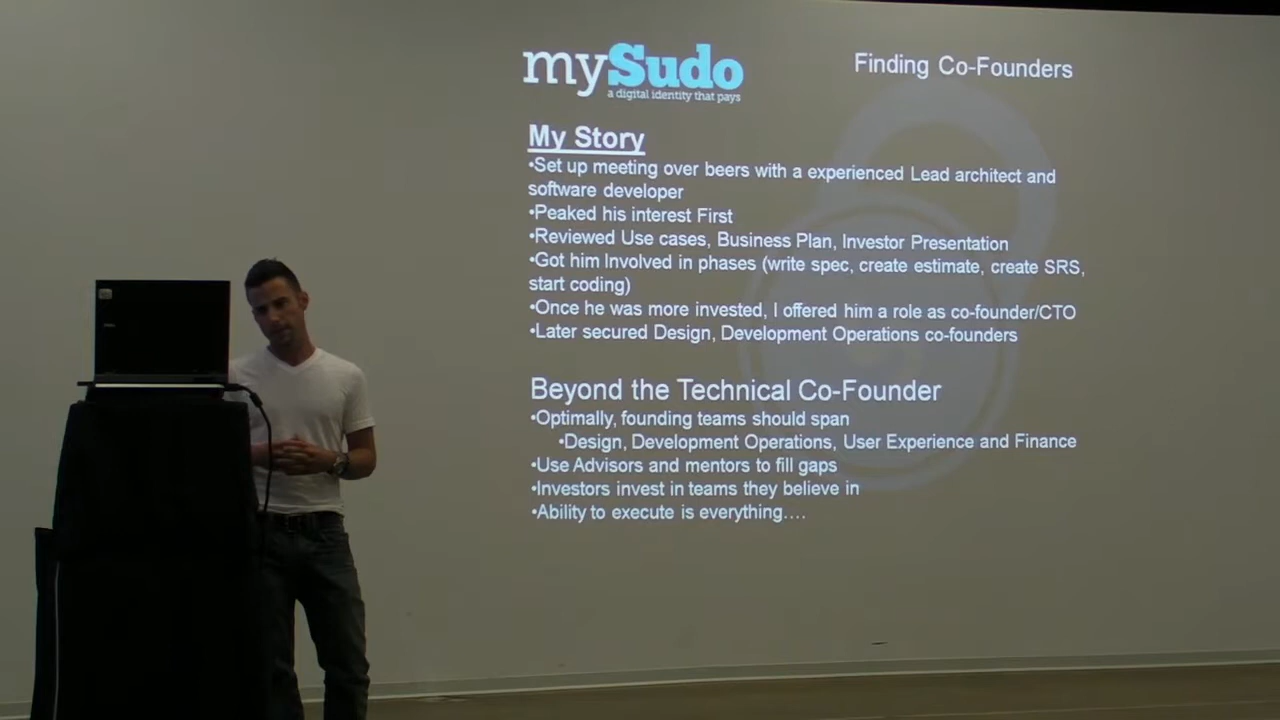 mySudo
a digital identity that pays
Finding Co-Founders
My Story
•Set up meeting over beers with a experienced Lead architect and
software developer
•Peaked his interest First
•Reviewed Use cases, Business Plan, Investor Presentation
•Got him Involved in phases (write spec, create estimate, create SRS,
start coding)
•Once he was more invested, I offered him a role as co-founder/CTO
•Later secured Design, Development Operations co-founders
Beyond the Technical Co-Founder
•Optimally, founding teams should span
•Design, Development Operations, User Experience and Finance
•Use Advisors and mentors to fill gaps
•Investors invest in teams they believe in
•Ability to execute is everything….